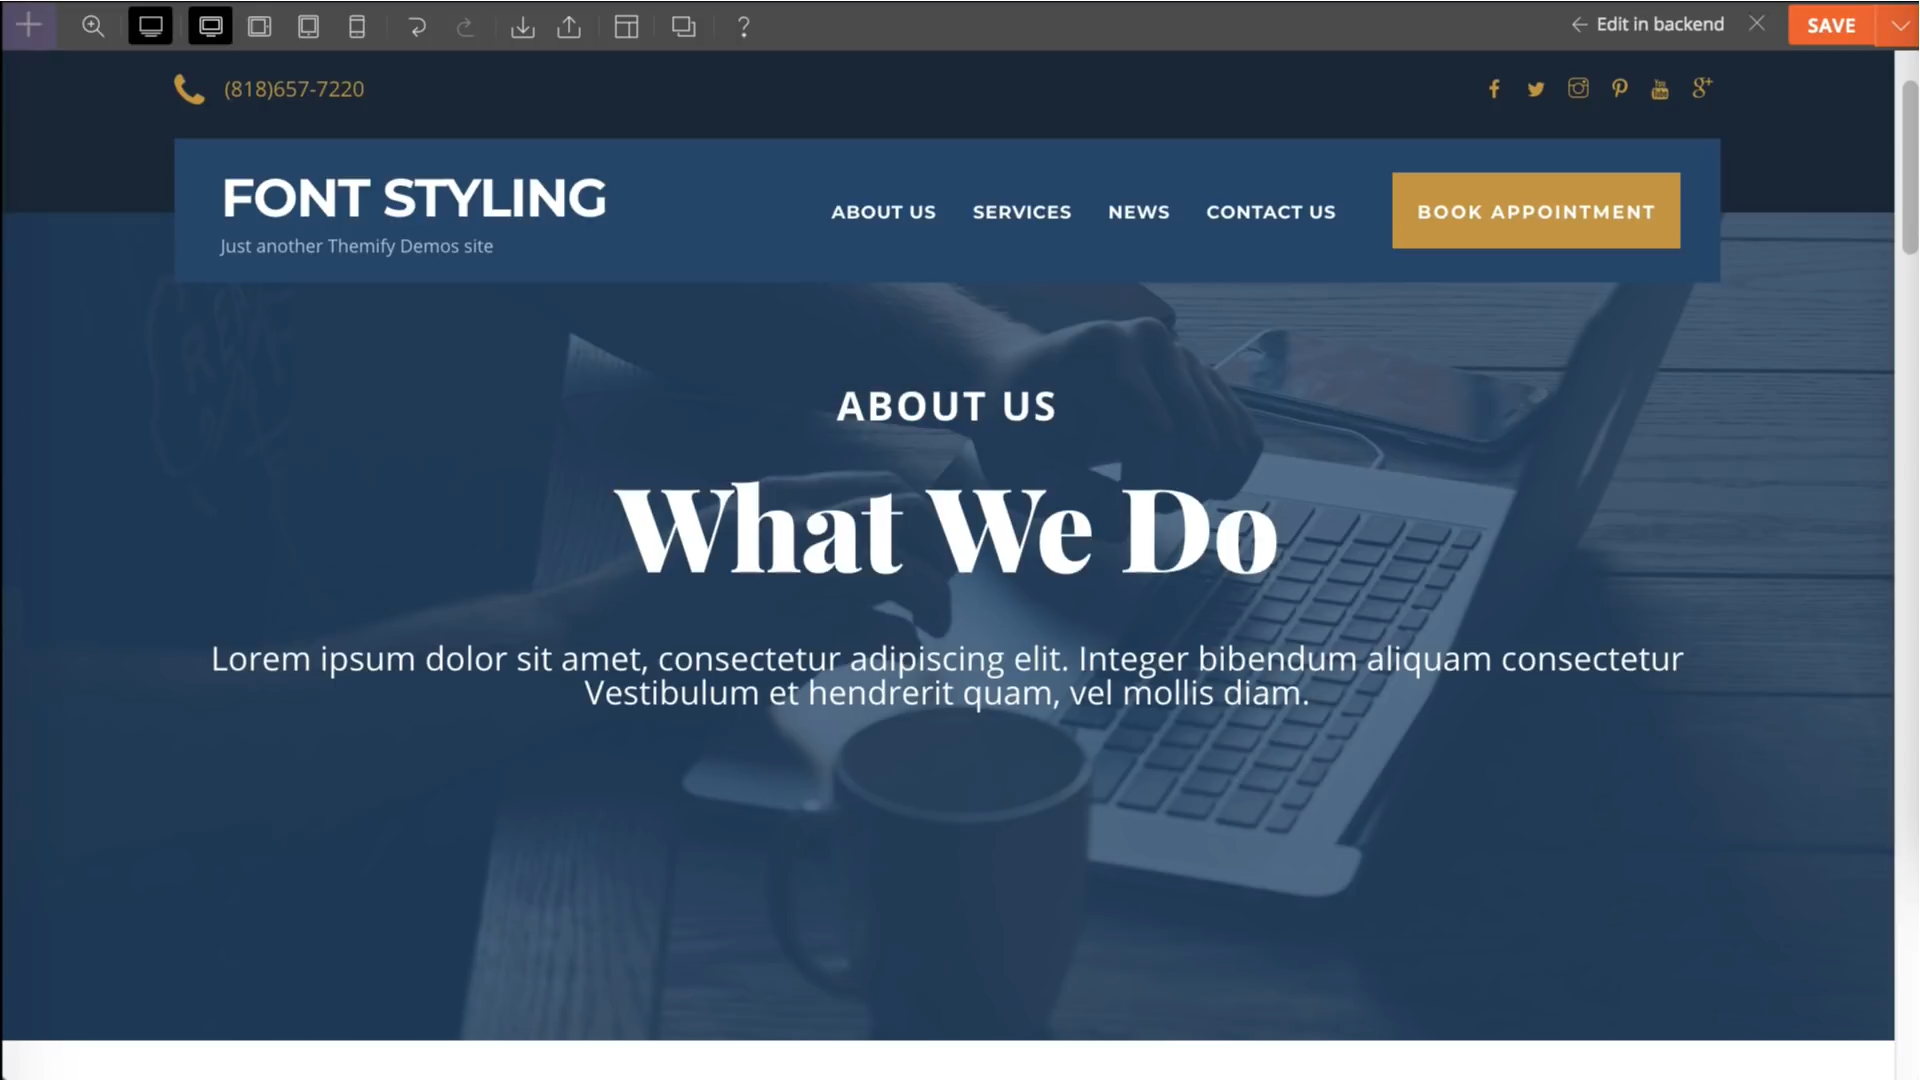 Edit in backend
SAVE
(818)657-7220
FONT STYLING
Just another Themify Demos site
ABOUT US
SERVICES
NEWS
CONTACT US
BOOK APPOINTMENT
ABOUT US
What We Do
Lorem ipsum dolor sit amet, consectetur adipiscing elit. Integer bibendum aliquam consectetur
Vestibulum et hendrerit quam, vel mollis diam.